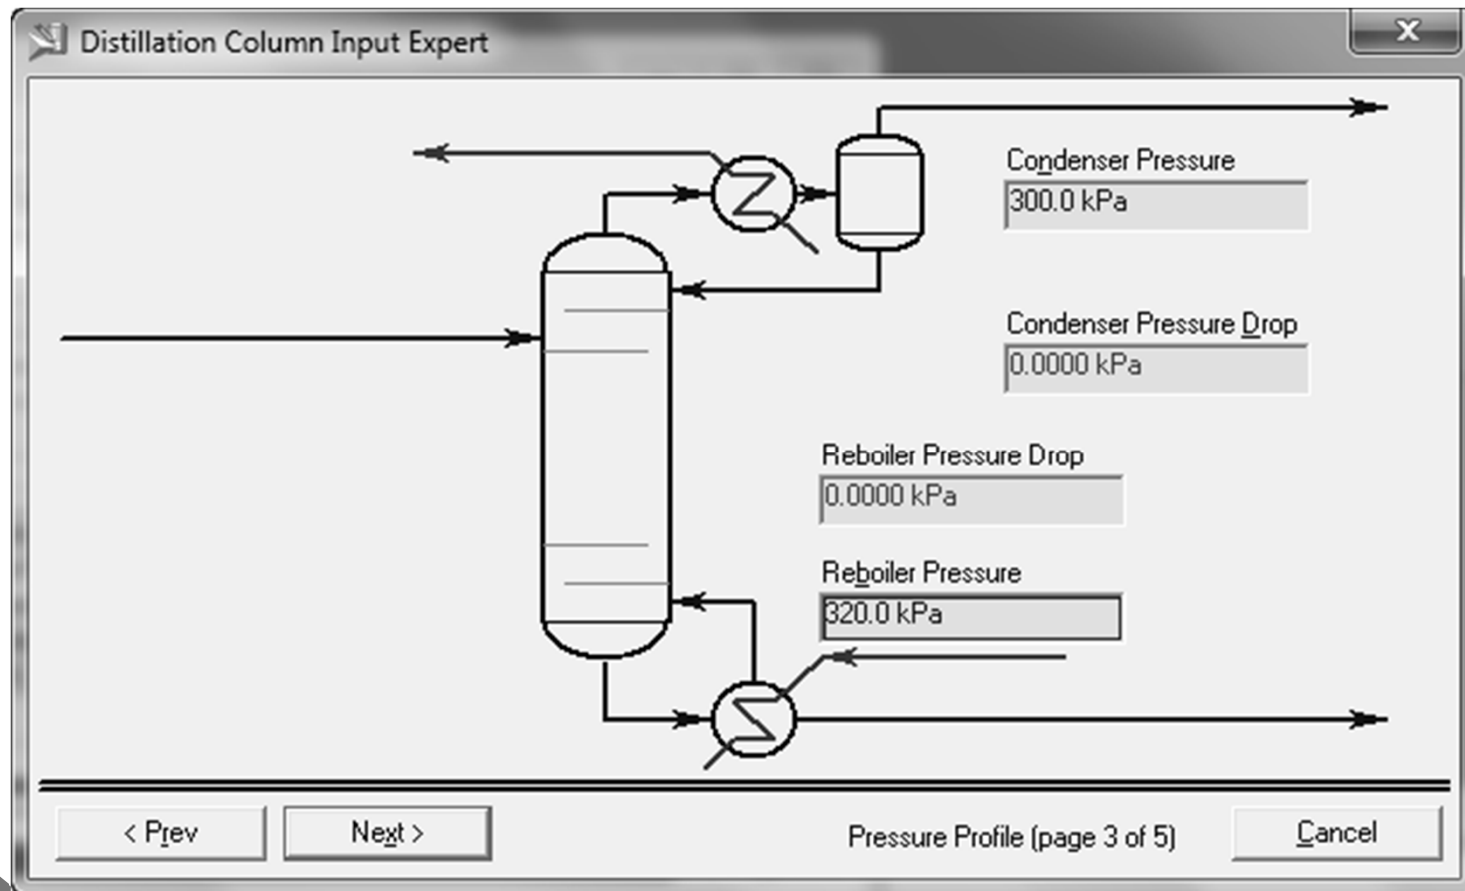 Distillation Column Input Expert
Condenser Pressure
300.0 kPa
Condenser Pressure Drop
0.0000 kPa
Reboiler Pressure Drop
0.0000 kPa
Reboiler Pressure
320.0 kPa
< Prev
Next >
Pressure Profile (page 3 of 5)
Cancel